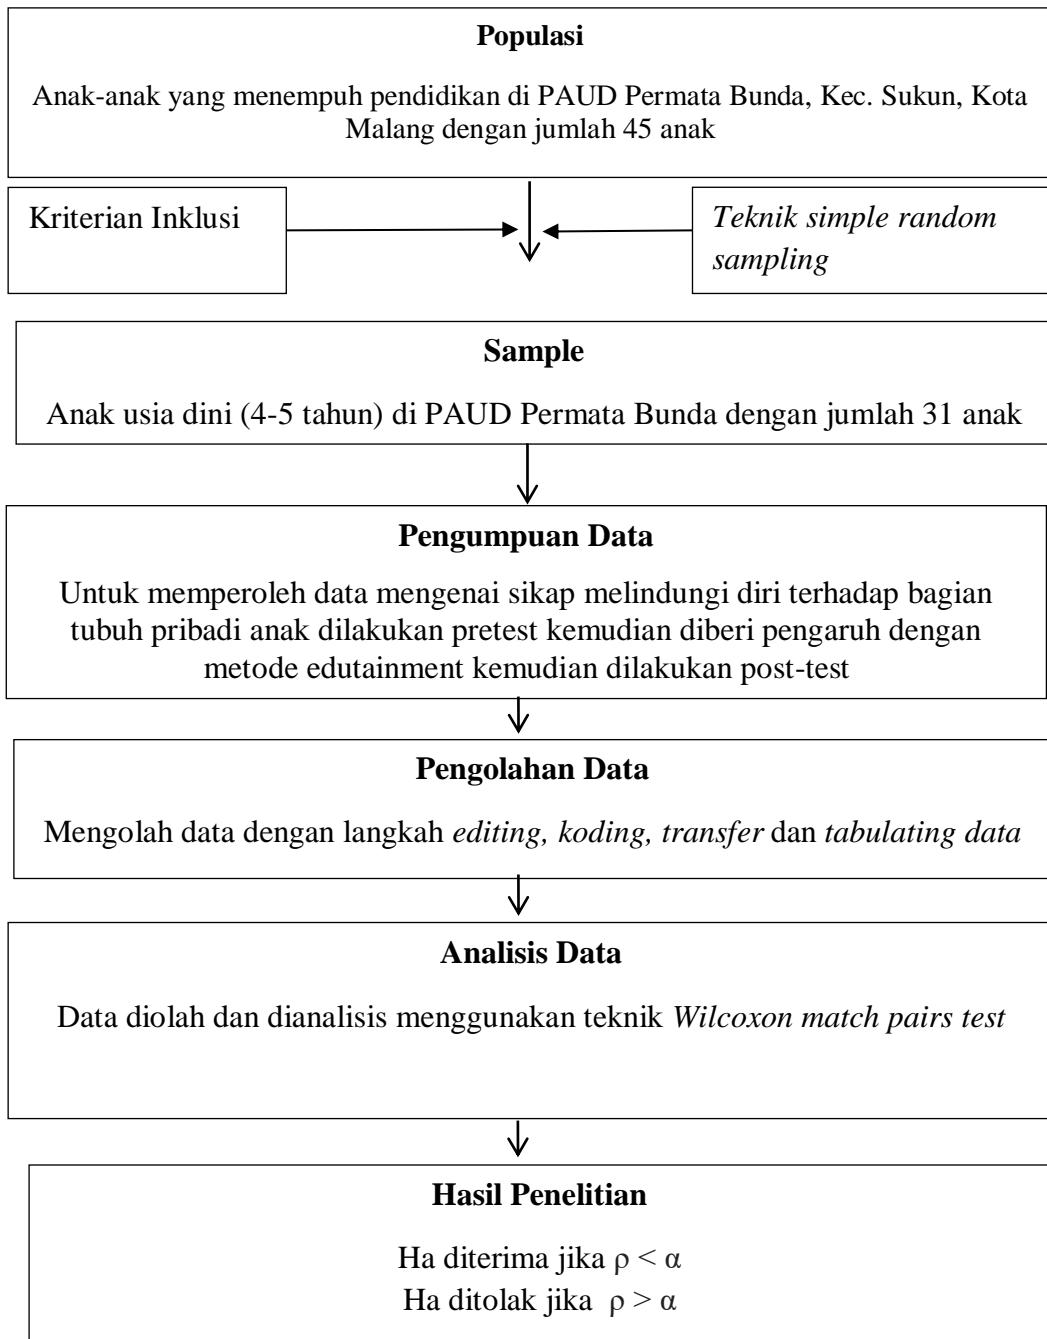 Populasi
Anak-anak yang menempuh pendidikan di PAUD Permata Bunda, Kec. Sukun, Kota
Malang dengan jumlah 45 anak
Kriterian Inklusi
Teknik simple random
sampling
Sample
Anak usia dini (4-5 tahun) di PAUD Permata Bunda dengan jumlah 31 anak
Pengumpuan Data
Untuk memperoleh data mengenai sikap melindungi diri terhadap bagian
tubuh pribadi anak dilakukan pretest kemudian diberi pengaruh dengan
metode edutainment kemudian dilakukan post-test
Pengolahan Data
Mengolah data dengan langkah editing, koding, transfer dan tabulating data
Analisis Data
Data diolah dan dianalisis menggunakan teknik Wilcoxon match pairs test
Hasil Penelitian
Ha diterima jika ρ < α
Ha ditolak jika ρ > α